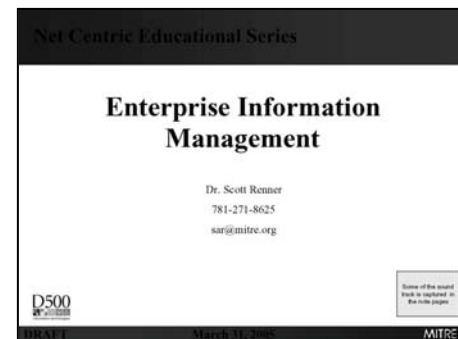 Net-Centric Educational Series
Enterprise Information
Management
Dr. Scott Renner
781-271-8625
sar@mitre.org
D500
Some of the sound
track is captured in
the note pages
DRAFT
March 31, 2005
MITRE